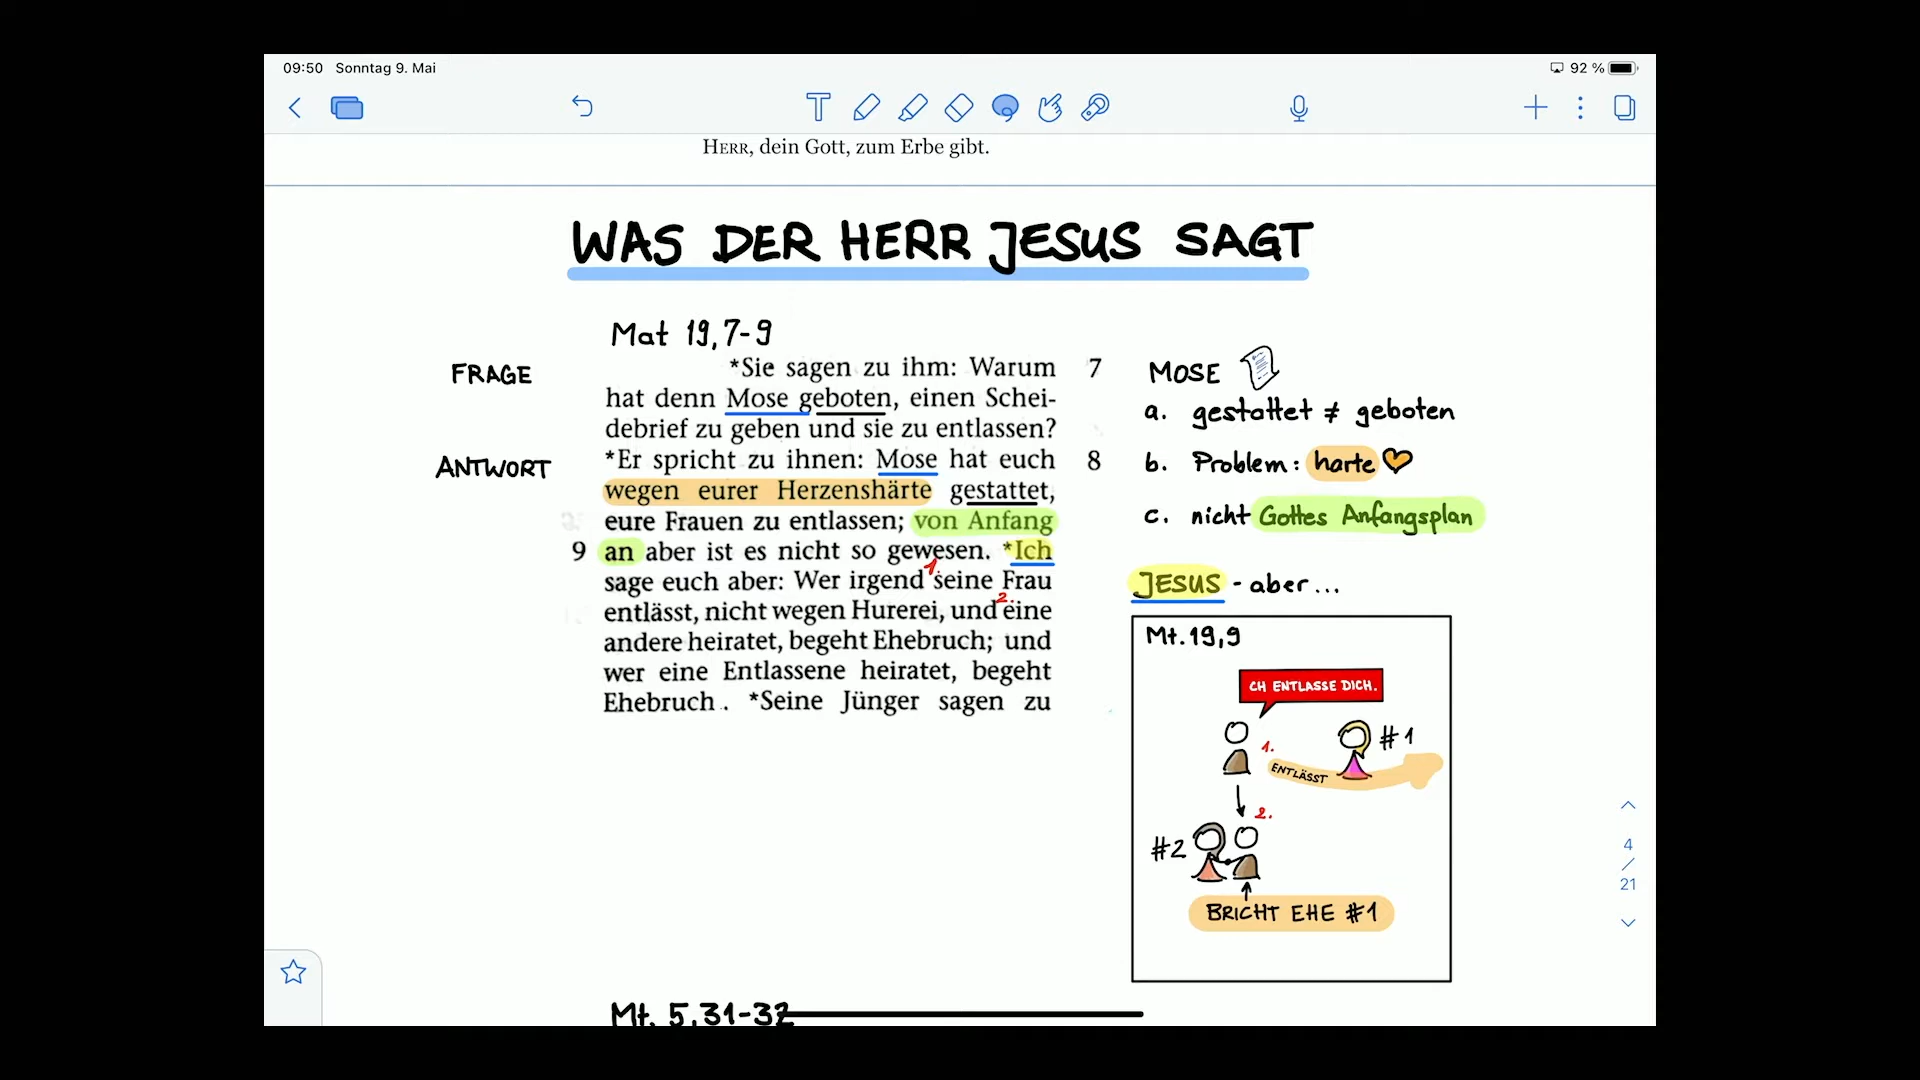 09:50 Sonntag 9. Mai
92 %
HERR, dein Gott, zum Erbe gibt.
WAS DER HERR JESUS SAGT
Mat 19,7-9
FRAGE
*Sie sagen zu ihm: Warum 7
hat denn Mose geboten, einen Schei-
debrief zu geben und sie zu entlassen?
ANTWORT
*Er spricht zu ihnen: Mose hat euch 8
wegen eurer Herzenshärte gestattet,
eure Frauen zu entlassen; von Anfang
9 an aber ist es nicht so gewesen. *Ich
sage euch aber: Wer irgend 1. seine Frau
entlässt, nicht wegen Hurerei, und 2. eine
andere heiratet, begeht Ehebruch; und
wer eine Entlassene heiratet, begeht
Ehebruch. *Seine Jünger sagen zu
MOSE
a. gestattet ≠ geboten
b. Problem: harte
c. nicht Gottes Anfangsplan
JESUS - aber...
Mt. 19,9
CH ENTLASSE DICH.
#1
1.
ENTLÄSST
2.
#2
BRICHT EHE #1
4
/
21
Mt. 5,31-32